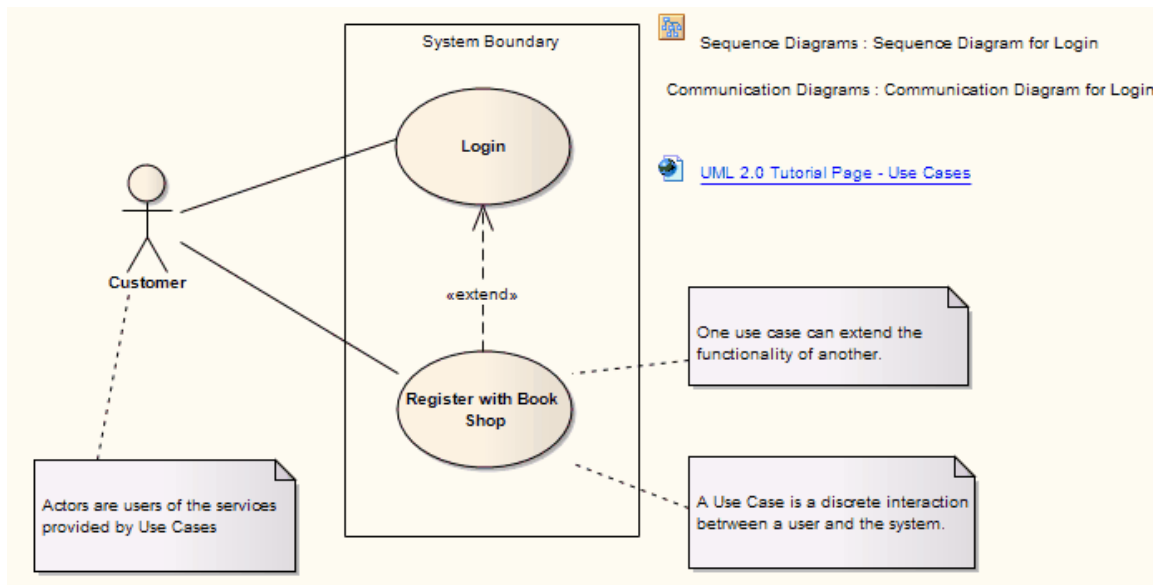 System Boundary
Sequence Diagrams : Sequence Diagram for Login
Communication Diagrams : Communication Diagram for Login
Login
UML 2.0 Tutorial Page - Use Cases
Customer
«extend»
One use case can extend the
functionality of another.
Register with Book
Shop
Actors are users of the services
provided by Use Cases
A Use Case is a discrete interaction
betrween a user and the system.